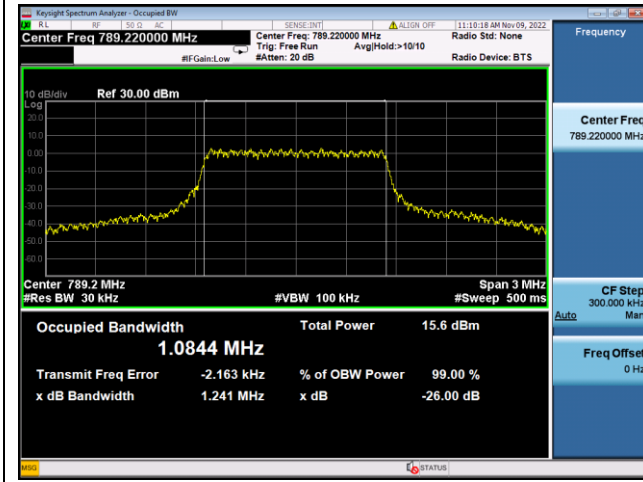 Keysight Spectrum Analyzer - Occupied BW
RL RF 50 Ω AC SENSE:INT ALIGN OFF 11:10:18 AM Nov 09, 2022
Center Freq 789.220000 MHz Center Freq: 789.220000 MHz Radio Std: None
Trig: Free Run Avg|Hold:>10/10
#IFGain:Low #Atten: 20 dB Radio Device: BTS
Frequency
10 dB/div Ref 30.00 dBm
Log
20.0
10.0
0.00
-10.0
-20.0
-30.0
-40.0
-50.0
-60.0
Center 789.2 MHz Span 3 MHz
#Res BW 30 kHz #VBW 100 kHz #Sweep 500 ms
Occupied Bandwidth Total Power 15.6 dBm
1.0844 MHz
Transmit Freq Error -2.163 kHz % of OBW Power 99.00 %
x dB Bandwidth 1.241 MHz x dB -26.00 dB
Center Freq
789.220000 MHz
CF Step
300.000 kHz
Auto Man
Freq Offset
0 Hz
MSG STATUS